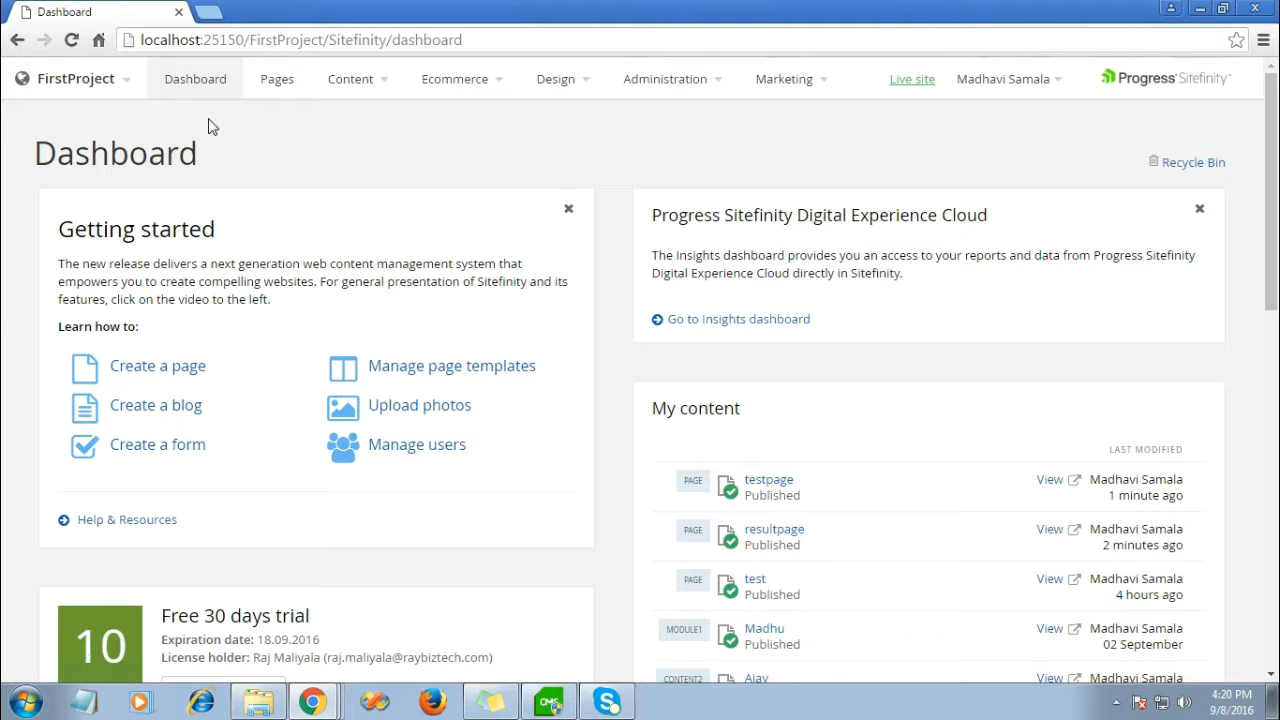 Dashboard
localhost:25150/FirstProject/Sitefinity/dashboard
FirstProject
Dashboard
Pages
Content
Ecommerce
Design
Administration
Marketing
Live site
Madhavi Samala
Progress Sitefinity
Dashboard
Recycle Bin
Getting started
The new release delivers a next generation web content management system that
empowers you to create compelling websites. For general presentation of Sitefinity and its
features, click on the video to the left.
Learn how to:
Create a page
Manage page templates
Create a blog
Upload photos
Create a form
Manage users
Help & Resources
Progress Sitefinity Digital Experience Cloud
The Insights dashboard provides you an access to your reports and data from Progress Sitefinity
Digital Experience Cloud directly in Sitefinity.
Go to Insights dashboard
My content
LAST MODIFIED
PAGE testpage View Madhavi Samala
Published 1 minute ago
PAGE resultpage View Madhavi Samala
Published 2 minutes ago
PAGE test View Madhavi Samala
Published 4 hours ago
MODULE1 Madhu View Madhavi Samala
Published 02 September
CONTENT2 Ajay View Madhavi Samala
10
Free 30 days trial
Expiration date: 18.09.2016
License holder: Raj Maliyala (raj.maliyala@raybiztech.com)
CMS
4:20 PM
9/8/2016